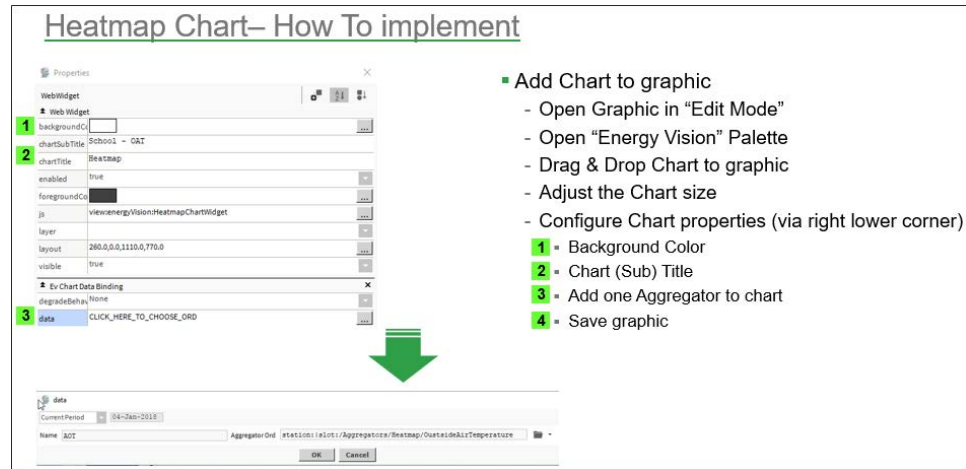 Heatmap Chart– How To implement
Properties
WebWidget
Web Widget
1 backgroundCo
chartSubTitle School - OAT
2 chartTitle Heatmap
enabled true
foregroundCo
js view:energyVision:HeatmapChartWidget
layer
layout 260.0,0.0,1110.0,770.0
visible true
Ev Chart Data Binding
degradeBehav None
3 data CLICK_HERE_TO_CHOOSE_ORD
data
Current Period 04-Jan-2018
Name AOT Aggregator Ord station:|slot:/Aggregators/Heatmap/OustsideAirTemperature
OK Cancel
Add Chart to graphic
- Open Graphic in “Edit Mode”
- Open “Energy Vision” Palette
- Drag & Drop Chart to graphic
- Adjust the Chart size
- Configure Chart properties (via right lower corner)
1 Background Color
2 Chart (Sub) Title
3 Add one Aggregator to chart
4 Save graphic